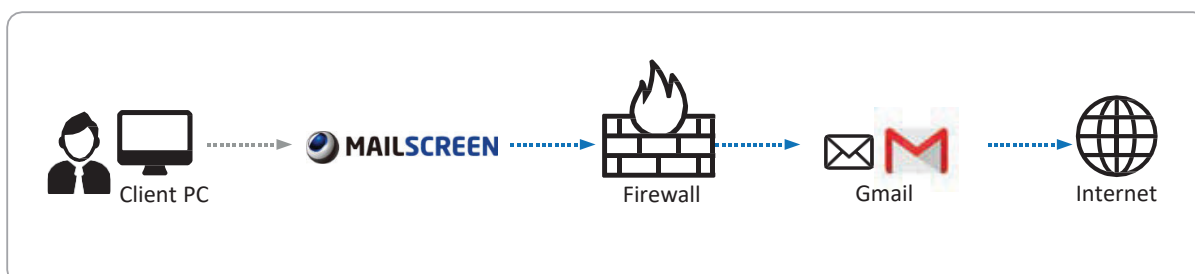 MAILSCREEN
Client PC
Firewall
Gmail
Internet